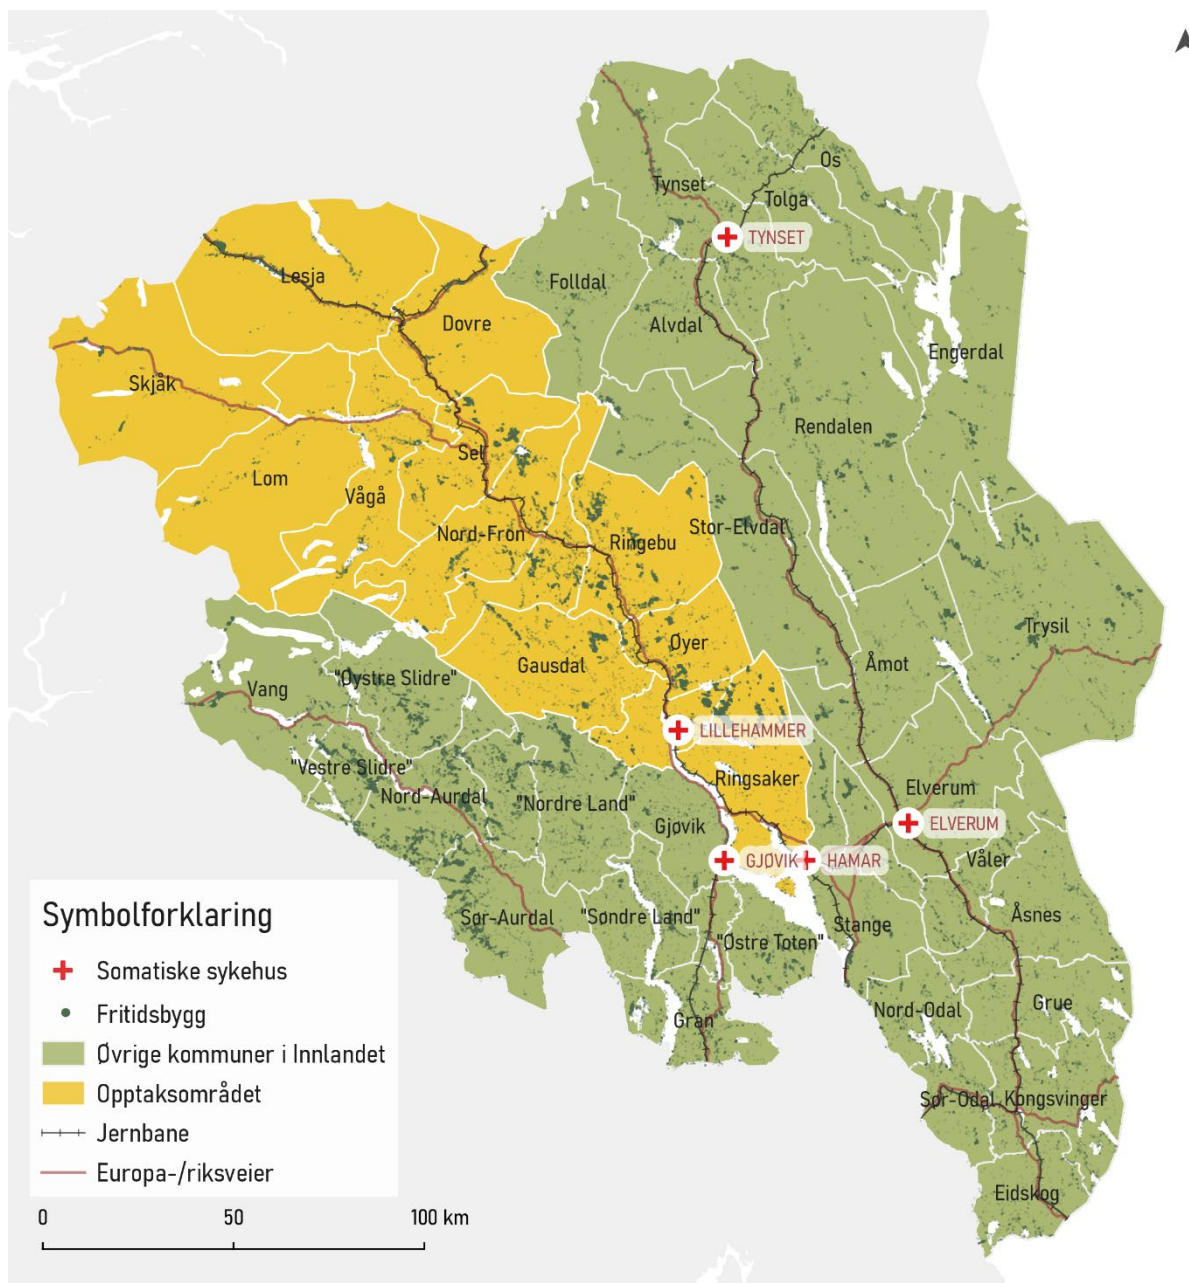 Os
Tynset
Tolga
TYNSET
Lesja
Folldal
Dovre
Alvdal
Engerdal
Skjåk
Rendalen
Sel
Lom
Vågå
Stor-Elvdal
Nord-Fron
Ringebu
Trysil
Øyer
Gausdal
Åmot
"Øystre Slidre"
Vang
LILLEHAMMER
"Vestre Slidre"
Ringsaker
Elverum
Nord-Aurdal
"Nordre Land"
Gjøvik
ELVERUM
GJØVIK
HAMAR
Våler
Sør-Aurdal
"Søndre Land"
Åsnes
Stange
"Østre Toten"
Nord-Odal
Grue
Gran
Sør-Odal
Kongsvinger
Eidskog
Symbolforklaring
Somatiske sykehus
Fritidsbygg
Øvrige kommuner i Innlandet
Opptaksområdet
Jernbane
Europa-/riksveier
0 50 100 km